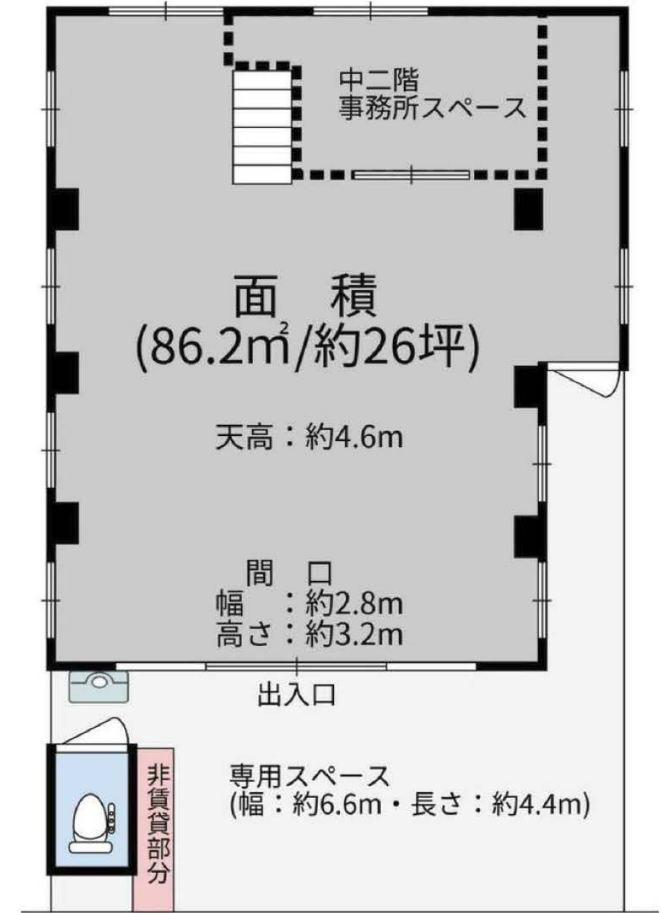 中二階
事務所スペース
面　積
(86.2㎡/約26坪)
天高：約4.6m
間　口
幅　：約2.8m
高さ：約3.2m
出入口
専用スペース
(幅：約6.6m・長さ：約4.4m)
非賃貸部分